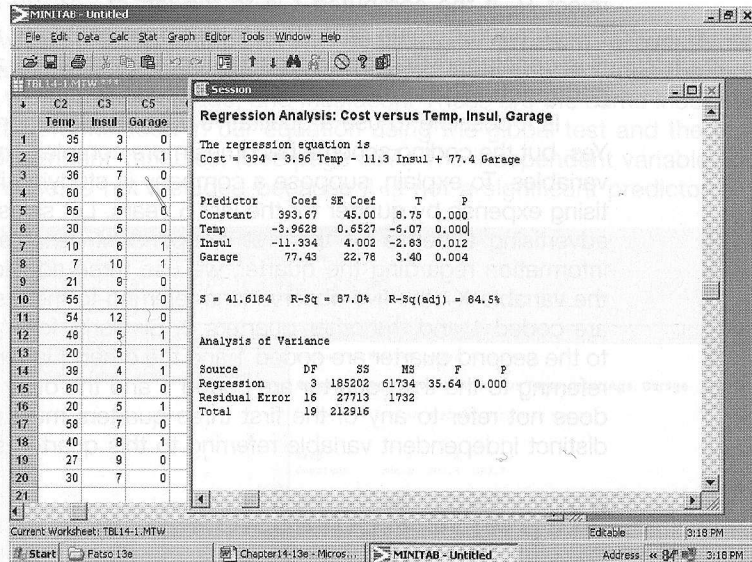 MINITAB - Untitled
File Edit Data Calc Stat Graph Editor Tools Window Help
TBL14-1.MTW ***
C2 C3 C5
Temp Insul Garage
1 35 3 0
2 29 4 1
3 36 7 0
4 60 6 0
5 65 5 0
6 30 5 0
7 10 6 1
8 7 10 1
9 21 9 0
10 55 2 0
11 54 12 0
12 48 5 1
13 20 5 1
14 39 4 1
15 60 8 0
16 20 5 1
17 58 7 0
18 40 8 1
19 27 9 0
20 30 7 0
21
Session
Regression Analysis: Cost versus Temp, Insul, Garage
The regression equation is
Cost = 394 - 3.96 Temp - 11.3 Insul + 77.4 Garage
Predictor Coef SE Coef T P
Constant 393.67 45.00 8.75 0.000
Temp -3.9628 0.6527 -6.07 0.000
Insul -11.334 4.002 -2.83 0.012
Garage 77.43 22.78 3.40 0.004
S = 41.6184 R-Sq = 87.0% R-Sq(adj) = 84.5%
Analysis of Variance
Source DF SS MS F P
Regression 3 185202 61734 35.64 0.000
Residual Error 16 27713 1732
Total 19 212916
Current Worksheet: TBL14-1.MTW Editable 3:18 PM
Start Fatso 13e Chapter14-13e - Micros... MINITAB - Untitled Address « 3:18 PM